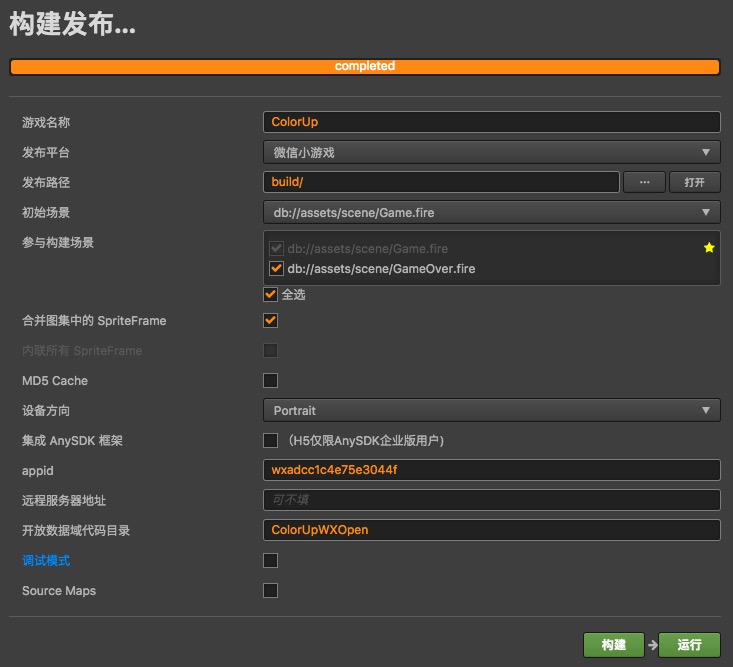 构建发布...
completed
游戏名称 ColorUp
发布平台 微信小游戏
发布路径 build/ ... 打开
初始场景 db://assets/scene/Game.fire
参与构建场景 db://assets/scene/Game.fire
db://assets/scene/GameOver.fire
全选
合并图集中的 SpriteFrame
内联所有 SpriteFrame
MD5 Cache
设备方向 Portrait
集成 AnySDK 框架 （H5仅限AnySDK企业版用户)
appid wxadcc1c4e75e3044f
远程服务器地址 可不填
开放数据域代码目录 ColorUpWXOpen
调试模式
Source Maps
构建 运行